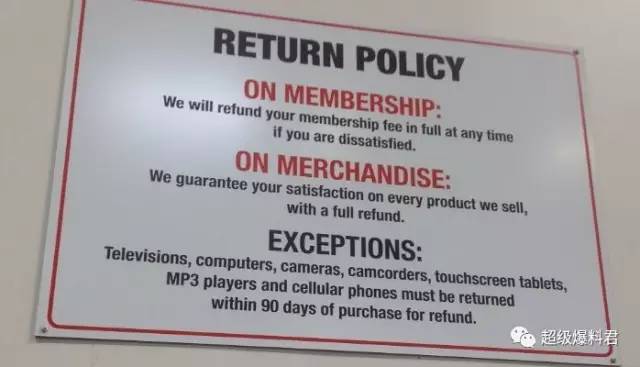 RETURN POLICY
ON MEMBERSHIP:
We will refund your membership fee in full at any time
if you are dissatisfied.
ON MERCHANDISE:
We guarantee your satisfaction on every product we sell,
with a full refund.
EXCEPTIONS:
Televisions, computers, cameras, camcorders, touchscreen tablets,
MP3 players and cellular phones must be returned
within 90 days of purchase for refund.
超级爆料君